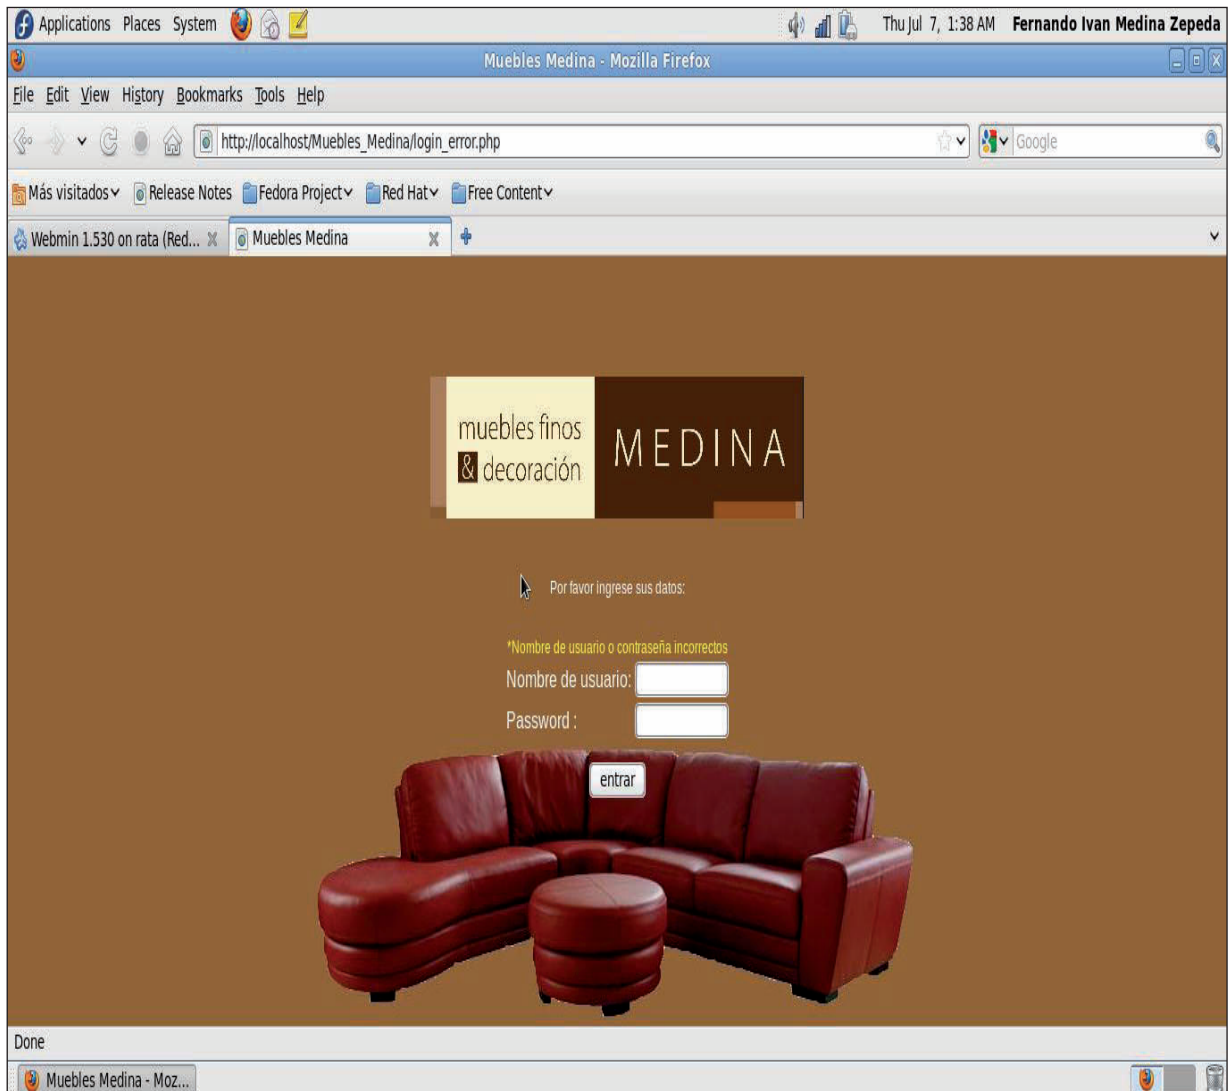 Applications Places System Thu Jul 7, 1:38 AM Fernando Ivan Medina Zepeda
Muebles Medina - Mozilla Firefox
File Edit View History Bookmarks Tools Help
http://localhost/Muebles_Medina/login_error.php Google
Más visitados Release Notes Fedora Project Red Hat Free Content
Webmin 1.530 on rata (Red... Muebles Medina
muebles finos
& decoración
MEDINA
Por favor ingrese sus datos:
*Nombre de usuario o contraseña incorrectos
Nombre de usuario:
Password :
entrar
Done
Muebles Medina - Moz...